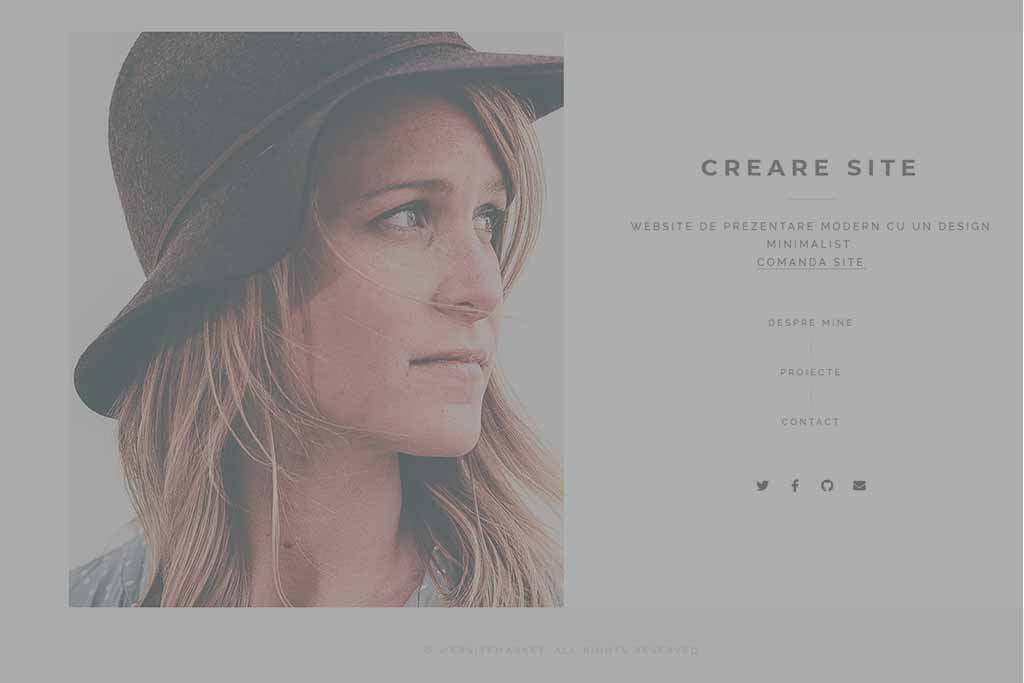 CREARE SITE
WEBSITE DE PREZENTARE MODERN CU UN DESIGN
MINIMALIST
COMANDA SITE
DESPRE MINE
PROIECTE
CONTACT
© WEBSITEMARKET. ALL RIGHTS RESERVED